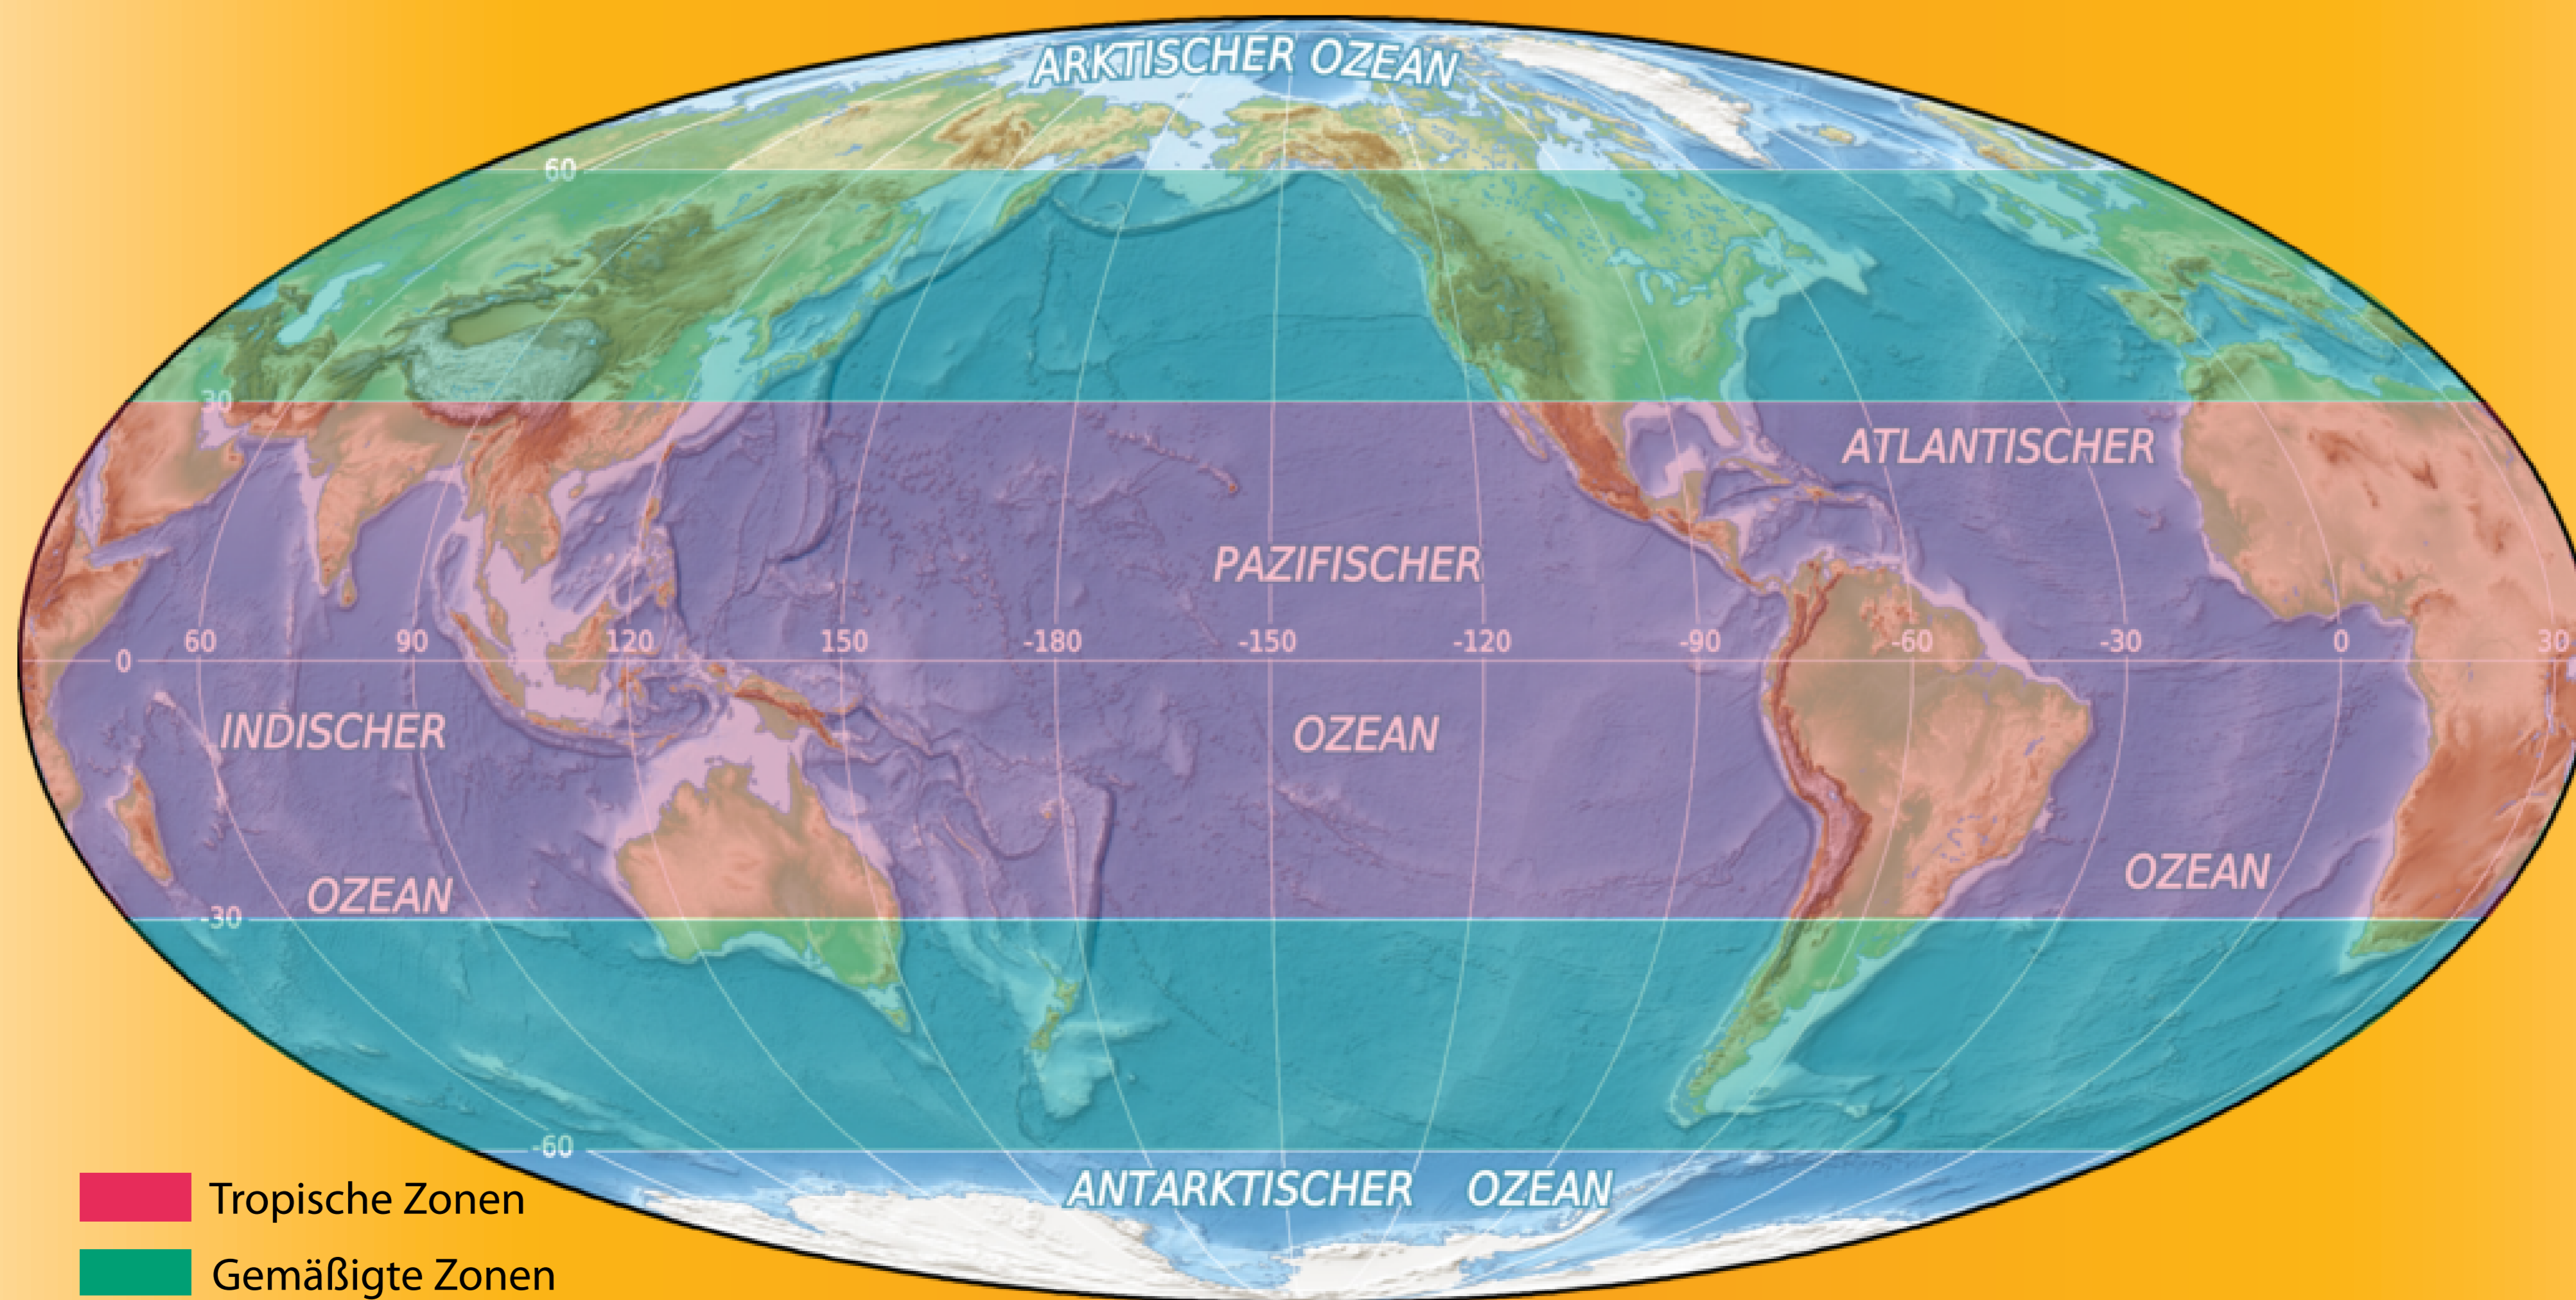 ARKTISCHER OZEAN
60
30
ATLANTISCHER
PAZIFISCHER
60 90 120 150 -180 -150 -120 -90 -60 -30 0 30
0
INDISCHER
OZEAN
OZEAN
OZEAN
-30
-60
ANTARKTISCHER OZEAN
Tropische Zonen
Gemäßigte Zonen